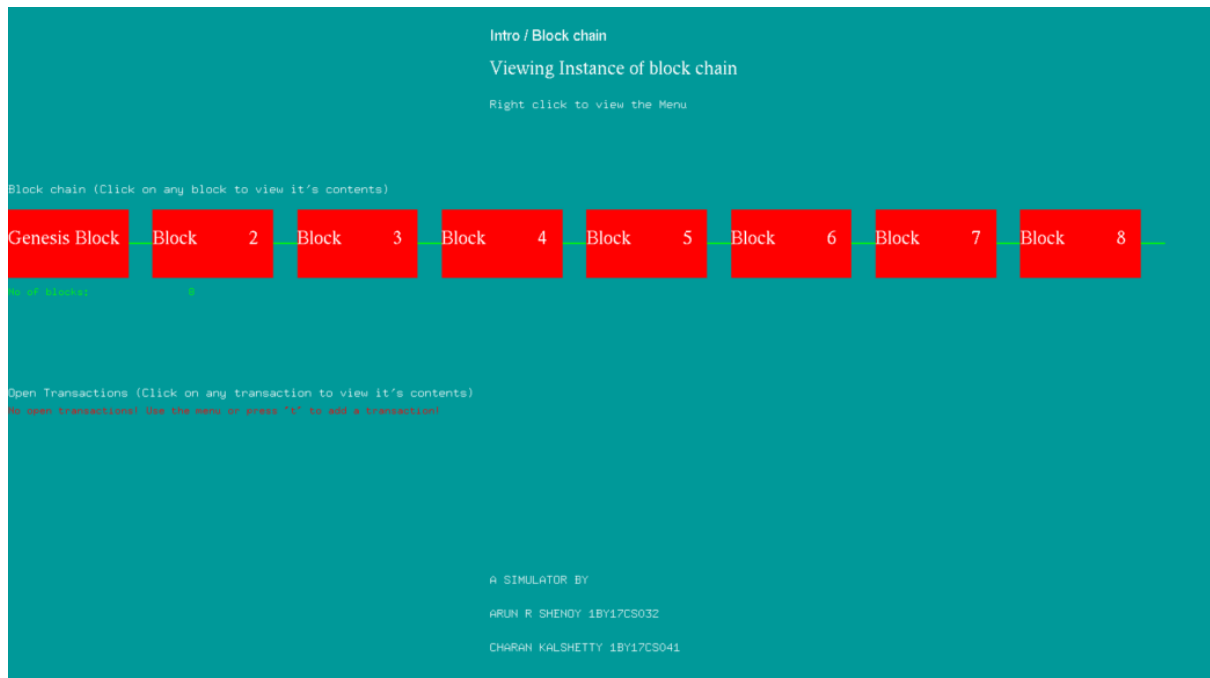 Intro / Block chain
Viewing Instance of block chain
Right click to view the Menu
Block chain (Click on any block to view it's contents)
Genesis Block Block 2 Block 3 Block 4 Block 5 Block 6 Block 7 Block 8
No of blocks:
Open Transactions (Click on any transaction to view it's contents)
No open transactions! Use the menu or press 't' to add a transaction!
A SIMULATOR BY
ARUN R SHENOY 1BY17CS032
CHARAN KALSHETTY 1BY17CS041